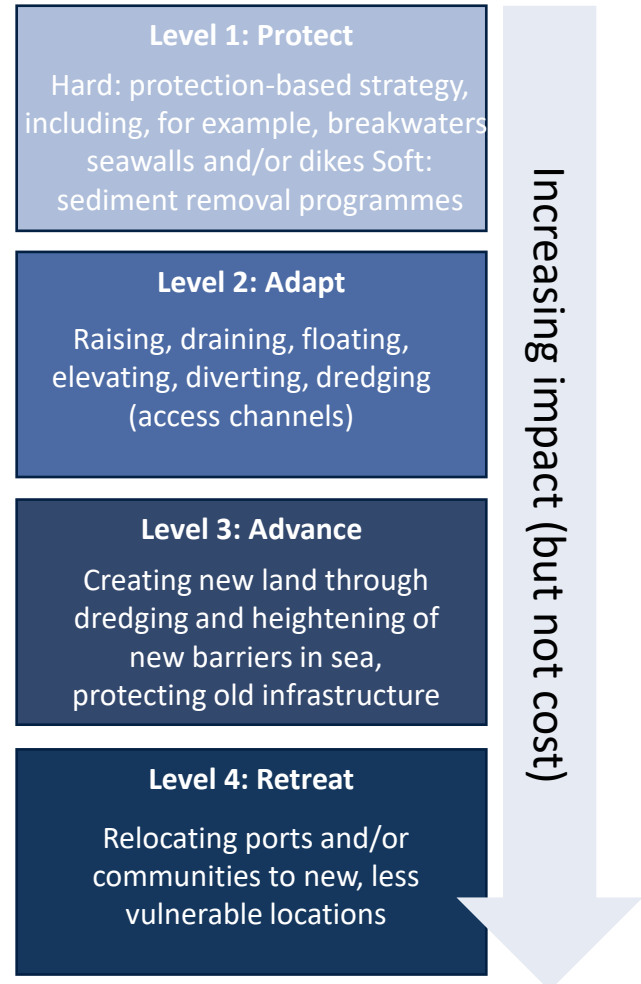 Level 1: Protect
Hard: protection-based strategy,
including, for example, breakwaters
seawalls and/or dikes Soft:
sediment removal programmes
Level 2: Adapt
Raising, draining, floating,
elevating, diverting, dredging
(access channels)
Level 3: Advance
Creating new land through
dredging and heightening of
new barriers in sea,
protecting old infrastructure
Level 4: Retreat
Relocating ports and/or
communities to new, less
vulnerable locations
Increasing impact (but not cost)